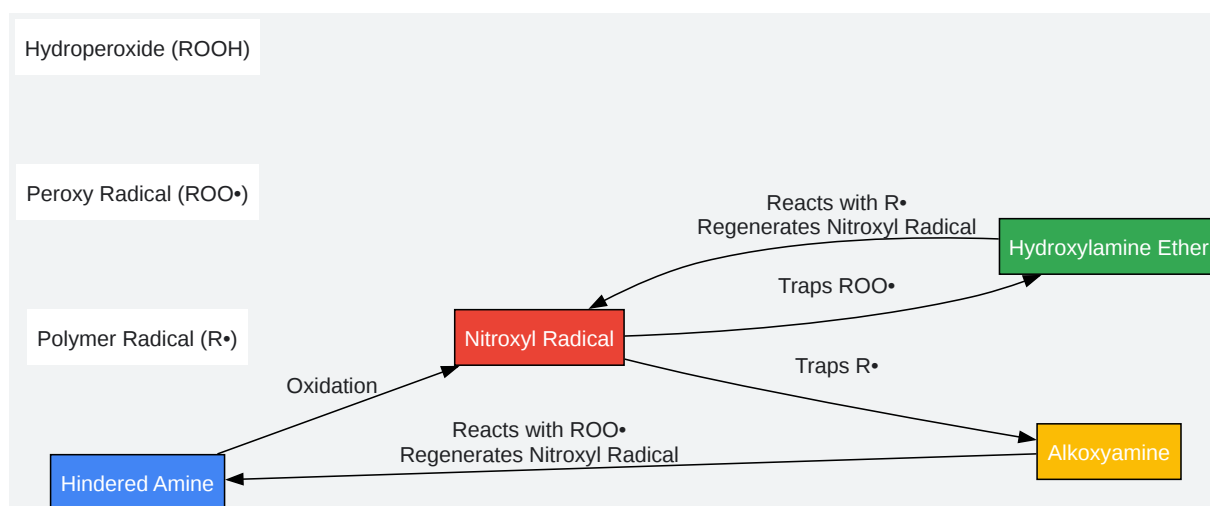 Hydroperoxide (ROOH)
Peroxy Radical (ROO•)
Reacts with R•
Regenerates Nitroxyl Radical
Hydroxylamine Ether
Traps ROO•
Polymer Radical (R•)
Nitroxyl Radical
Traps R•
Oxidation
Reacts with ROO•
Regenerates Nitroxyl Radical
Alkoxyamine
Hindered Amine